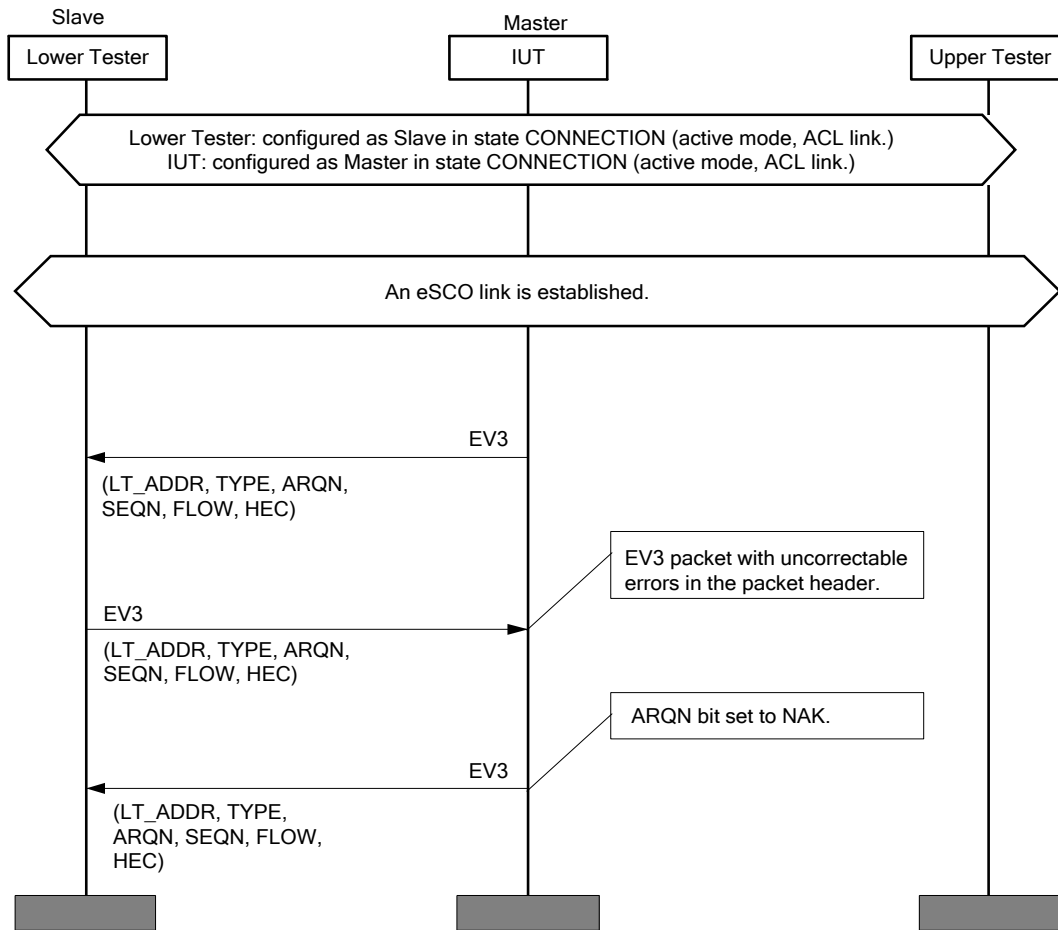 Slave
Master
Lower Tester
IUT
Upper Tester
Lower Tester: configured as Slave in state CONNECTION (active mode, ACL link.)
IUT: configured as Master in state CONNECTION (active mode, ACL link.)
An eSCO link is established.
EV3
(LT_ADDR, TYPE, ARQN,
SEQN, FLOW, HEC)
EV3 packet with uncorrectable
errors in the packet header.
EV3
(LT_ADDR, TYPE, ARQN,
SEQN, FLOW, HEC)
ARQN bit set to NAK.
EV3
(LT_ADDR, TYPE,
ARQN, SEQN, FLOW,
HEC)